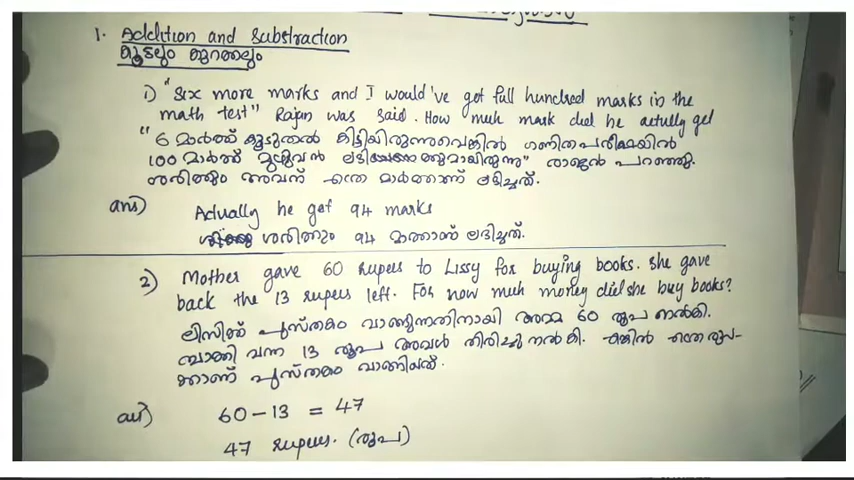 1. Addition and Substraction
കൂടലും കുറക്കലും
1) "Six more marks and I would've got full hundred marks in the
math test" Rajan was said. How much mark did he actully get
"6 മാർക്ക് കൂടുതൽ കിട്ടിയിരുന്നുവെങ്കിൽ ഗണിതപരീക്ഷയിൽ
100 മാർക്ക് മുഴുവൻ ലഭിക്കുമായിരുന്നു" രാജൻ പറഞ്ഞു.
ശരിക്കും അവന് എത്ര മാർക്കാണ് ലഭിച്ചത്.
ans) Actually he get 94 marks
ശരിക്കും 94 മാർക്കാണ് ലഭിച്ചത്.
2) Mother gave 60 rupees to Lissy for buying books. She gave
back the 13 rupees left. For how much money did she buy books?
ലിസിക്ക് പുസ്തകം വാങ്ങുന്നതിനായി അമ്മ 60 രൂപ നൽകി.
ബാക്കി വന്ന 13 രൂപ അവൾ തിരിച്ചു നൽകി. എങ്കിൽ എത്ര രൂപ-
ക്കാണ് പുസ്തകം വാങ്ങിയത്.
ans) 60 - 13 = 47
47 rupees. (രൂപ)